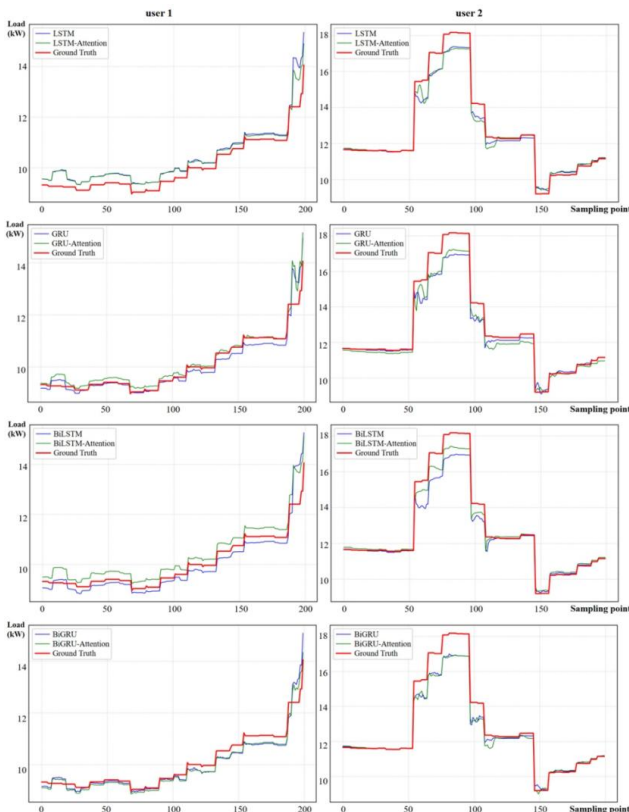 user 1
user 2
Load
(kW)
LSTM
LSTM-Attention
Ground Truth
14
12
10
0
50
100
150
200
LSTM
LSTM-Attention
Ground Truth
18
16
14
12
10
0
50
100
150
Sampling point
Load
(kW)
GRU
GRU-Attention
Ground Truth
14
12
10
0
50
100
150
200
GRU
GRU-Attention
Ground Truth
18
16
14
12
10
0
50
100
150
Sampling point
Load
(kW)
BiLSTM
BiLSTM-Attention
Ground Truth
14
12
10
0
50
100
150
200
BiLSTM
BiLSTM-Attention
Ground Truth
18
16
14
12
10
0
50
100
150
Sampling point
Load
(kW)
BiGRU
BiGRU-Attention
Ground Truth
14
12
10
0
50
100
150
200
BiGRU
BiGRU-Attention
Ground Truth
18
16
14
12
10
0
50
100
150
Sampling point